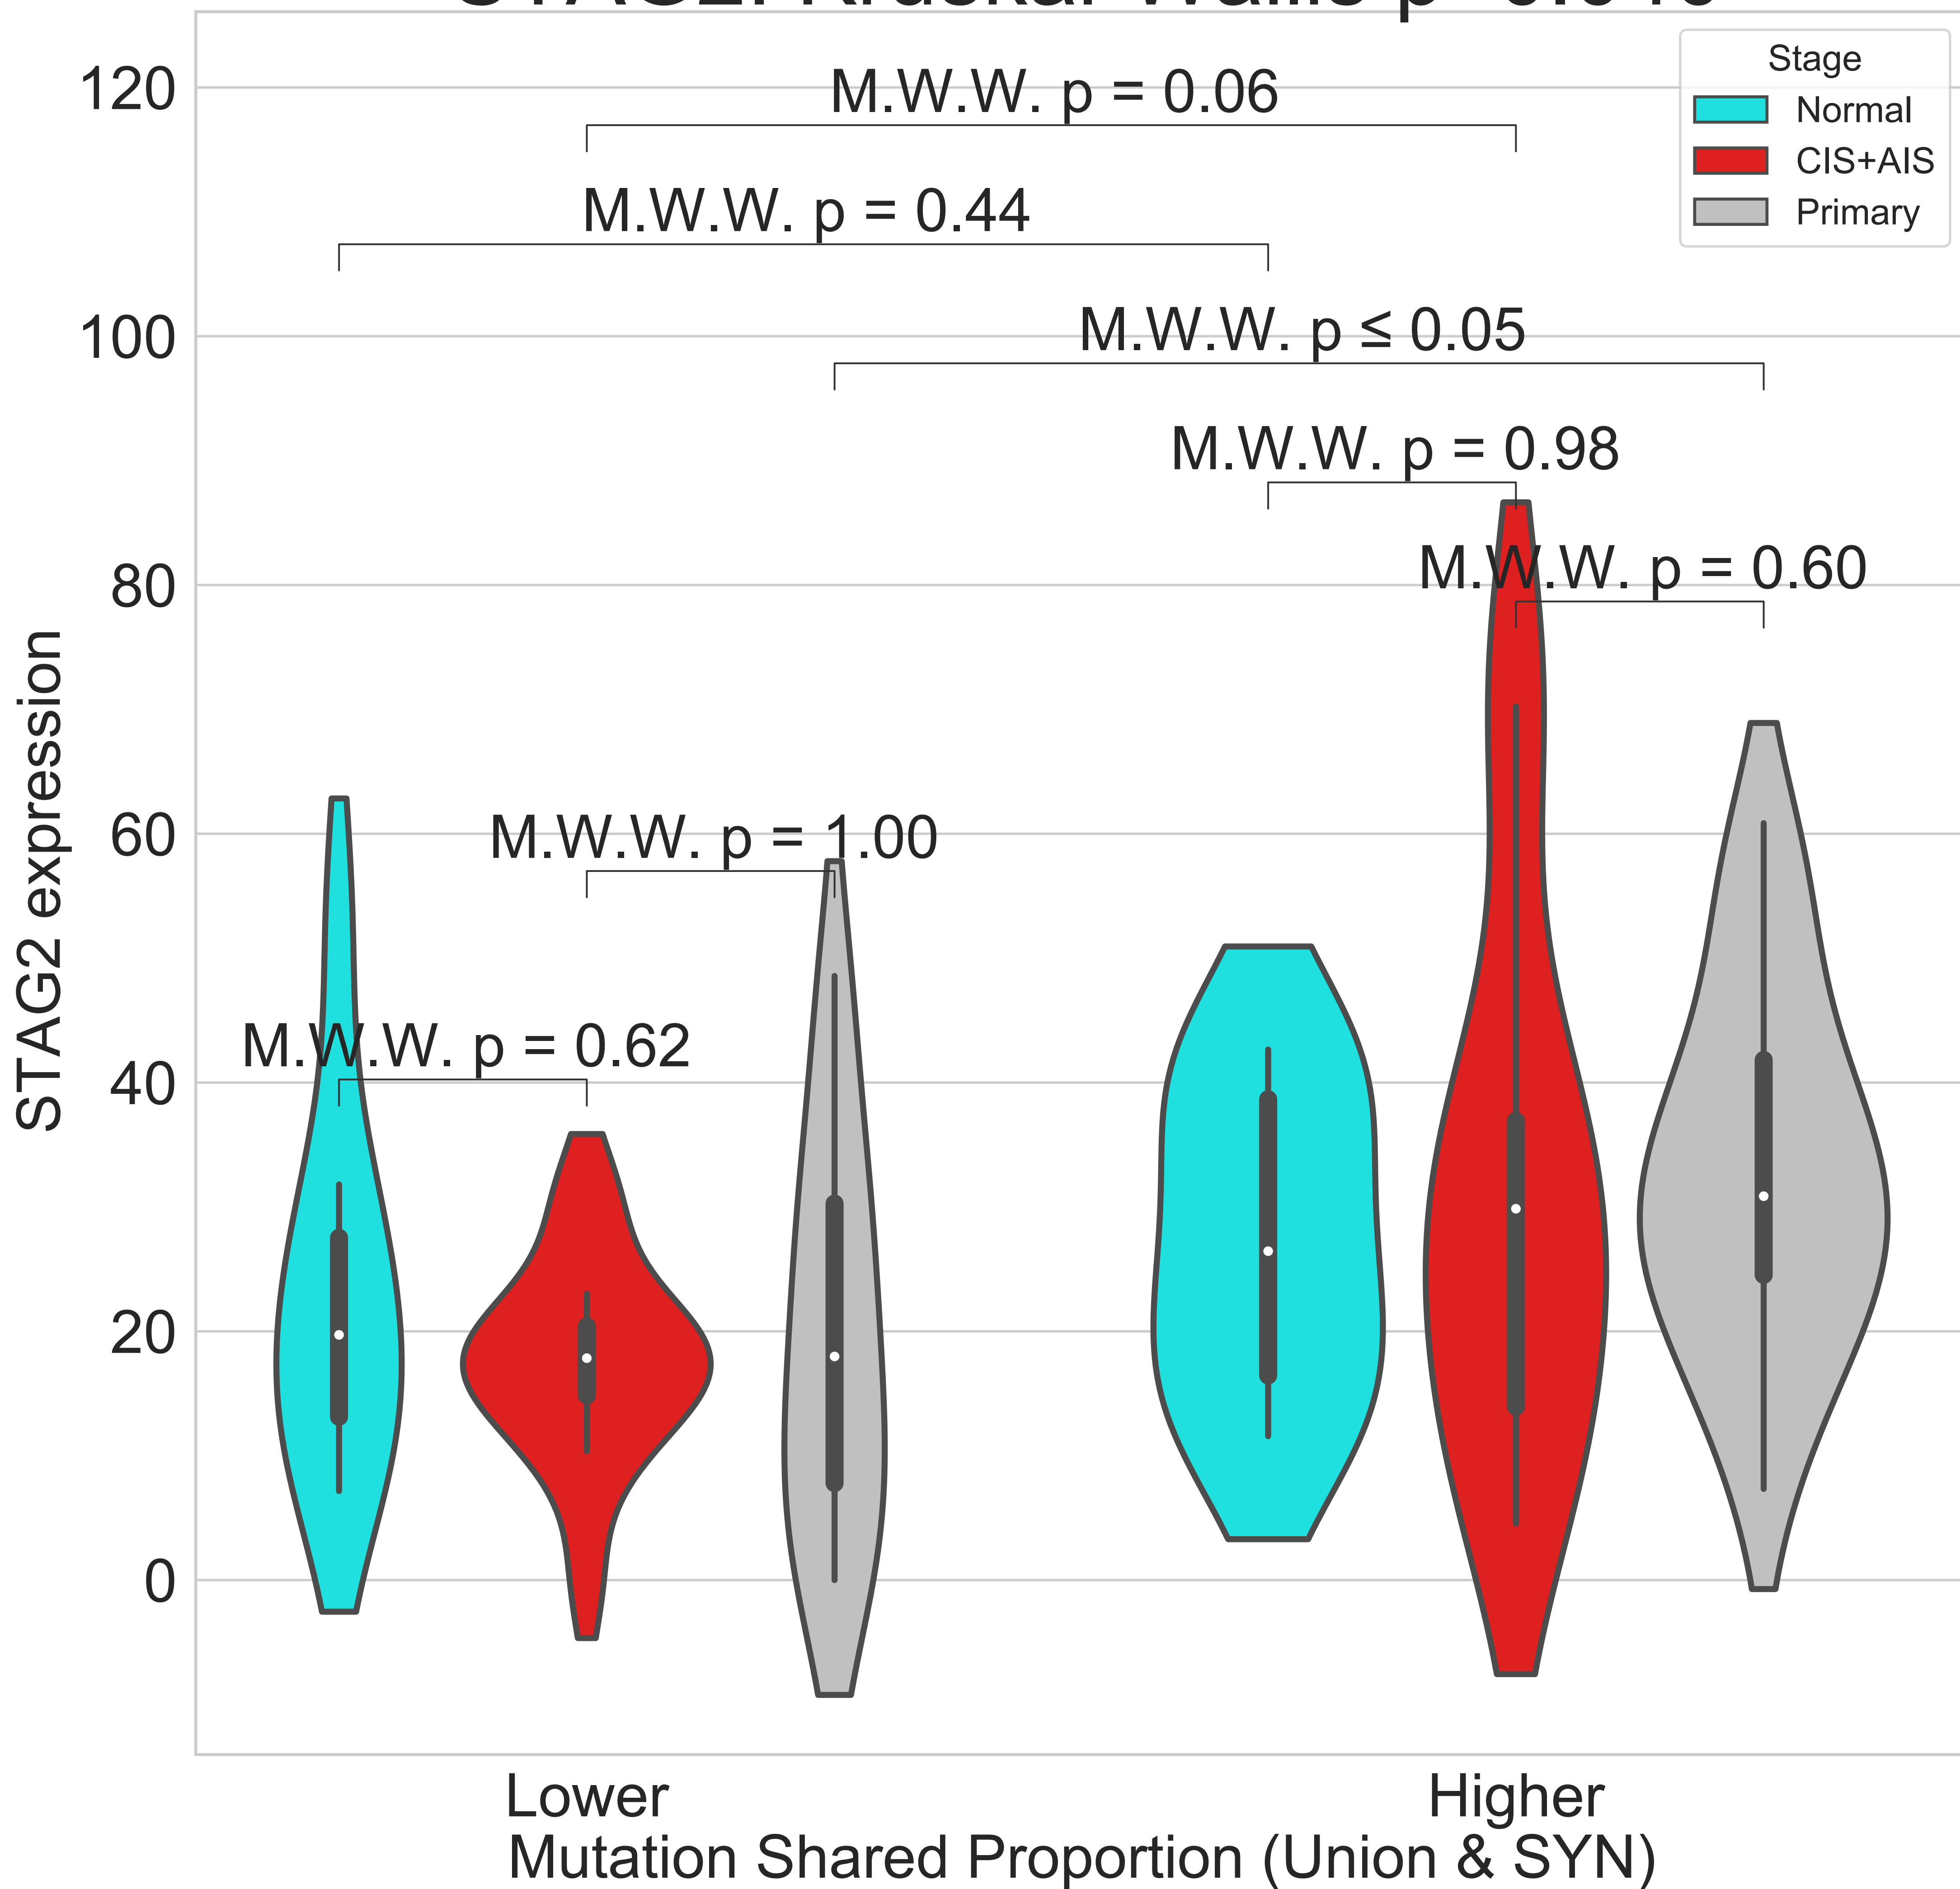 120
M.W.W. p = 0.06
Stage
Normal
CIS+AIS
Primary
M.W.W. p = 0.44
100
M.W.W. p ≤ 0.05
M.W.W. p = 0.98
80
M.W.W. p = 0.60
60
M.W.W. p = 1.00
40
M.W.W. p = 0.62
20
0
STAG2 expression
Lower
Higher
Mutation Shared Proportion (Union & SYN)